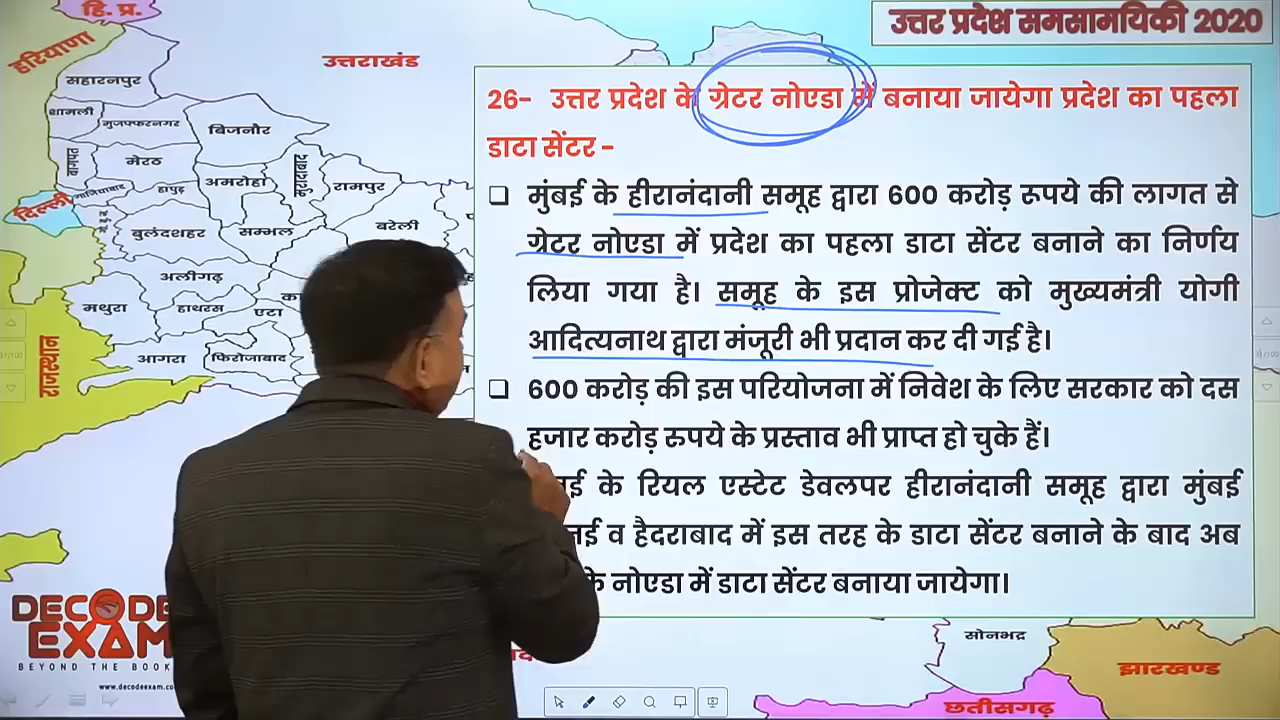 हि. प्र.
उत्तर प्रदेश समसामयिकी 2020
हरियाणा
उत्तराखंड
सहारनपुर
शामली
मुजफ्फरनगर
बिजनौर
बागपत
मेरठ
गाजियाबाद
हापुड़
अमरोहा
मुरादाबाद
रामपुर
दिल्ली
बुलंदशहर
सम्भल
बरेली
अलीगढ़
मथुरा
हाथरस
एटा
आगरा
फिरोजाबाद
राजस्थान
26- उत्तर प्रदेश के ग्रेटर नोएडा में बनाया जायेगा प्रदेश का पहला
डाटा सेंटर -
❑ मुंबई के हीरानंदानी समूह द्वारा 600 करोड़ रूपये की लागत से
ग्रेटर नोएडा में प्रदेश का पहला डाटा सेंटर बनाने का निर्णय
लिया गया है। समूह के इस प्रोजेक्ट को मुख्यमंत्री योगी
आदित्यनाथ द्वारा मंजूरी भी प्रदान कर दी गई है।
❑ 600 करोड़ की इस परियोजना में निवेश के लिए सरकार को दस
हजार करोड़ रुपये के प्रस्ताव भी प्राप्त हो चुके हैं।
के रियल एस्टेट डेवलपर हीरानंदानी समूह द्वारा मुंबई
व हैदराबाद में इस तरह के डाटा सेंटर बनाने के बाद अब
नोएडा में डाटा सेंटर बनाया जायेगा।
DECODE
EXAM
BEYOND THE BOOK
www.decodeexam.co
सोनभद्र
झारखण्ड
छत्तीसगढ़